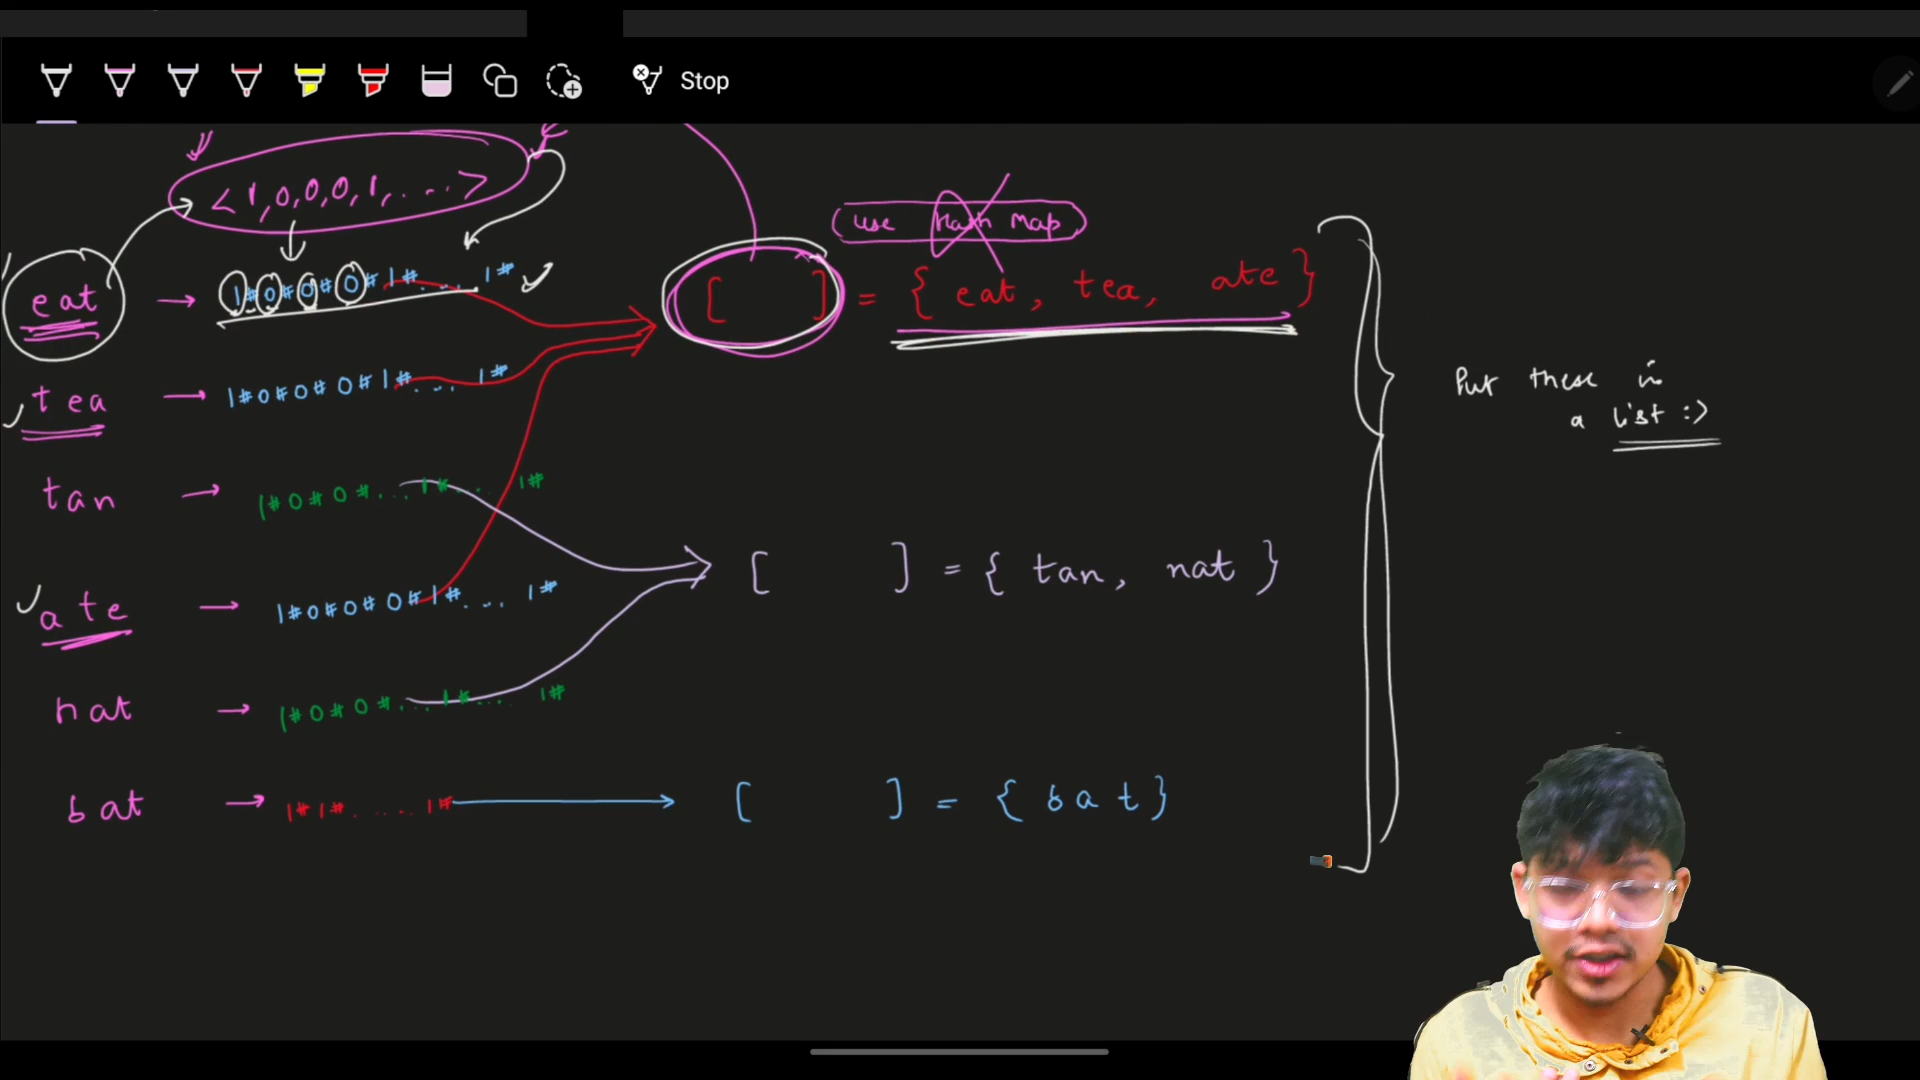 Stop
<1,0,0,0,1,...>
use Hash Map
eat → 1#0#0#0#1#... 1#
[ ] = { eat, tea, ate }
tea → 1#0#0#0#1#... 1#
Put these in
a list :)
tan → 1#0#0#...1#... 1#
[ ] = { tan, nat }
ate → 1#0#0#0#1#... 1#
nat → 1#0#0#...1#... 1#
bat → 1#1#.....1#
[ ] = { bat }